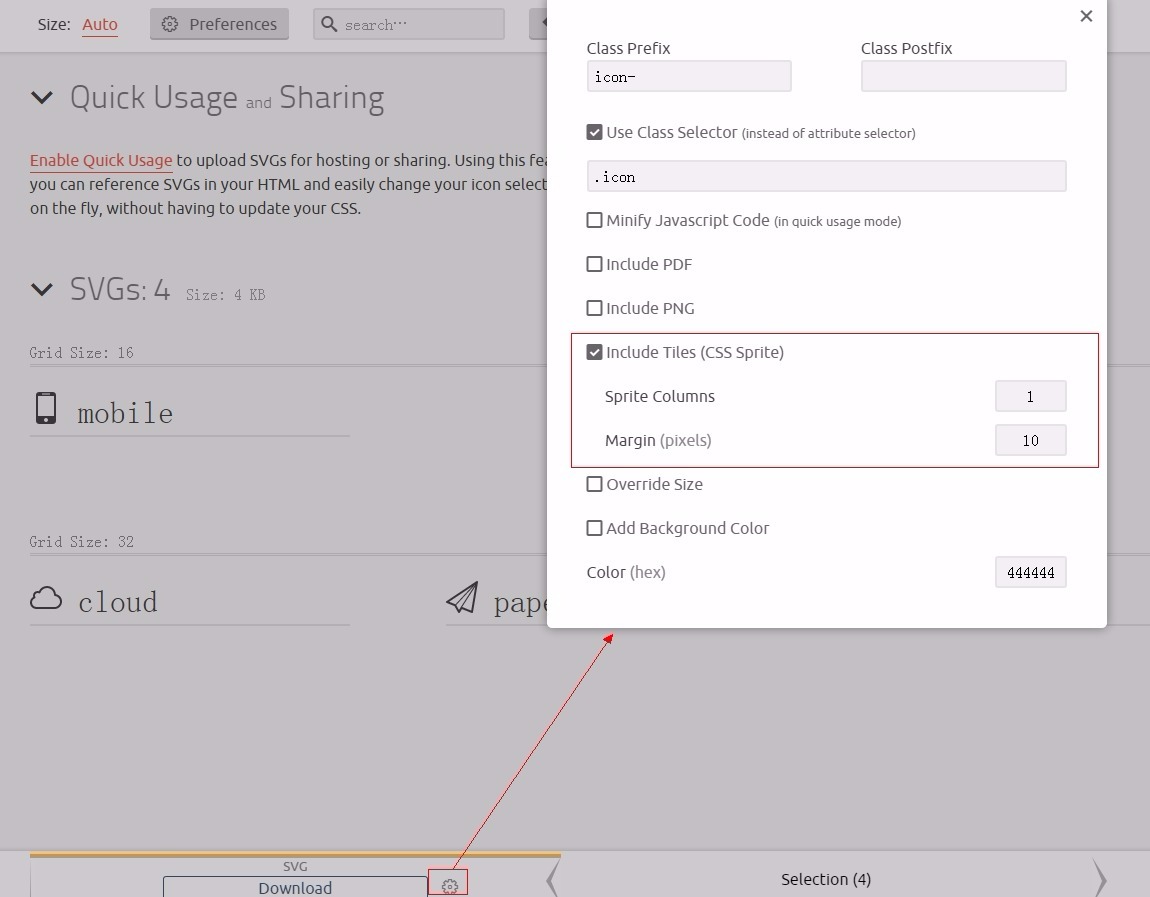 Size: Auto
Preferences
search···
Quick Usage and Sharing
Enable Quick Usage to upload SVGs for hosting or sharing. Using this fea
you can reference SVGs in your HTML and easily change your icon select
on the fly, without having to update your CSS.
SVGs: 4 Size: 4 KB
Grid Size: 16
mobile
Grid Size: 32
cloud
pape
Class Prefix
icon-
Class Postfix
Use Class Selector (instead of attribute selector)
.icon
Minify Javascript Code (in quick usage mode)
Include PDF
Include PNG
Include Tiles (CSS Sprite)
Sprite Columns 1
Margin (pixels) 10
Override Size
Add Background Color
Color (hex) 444444
SVG
Download
Selection (4)